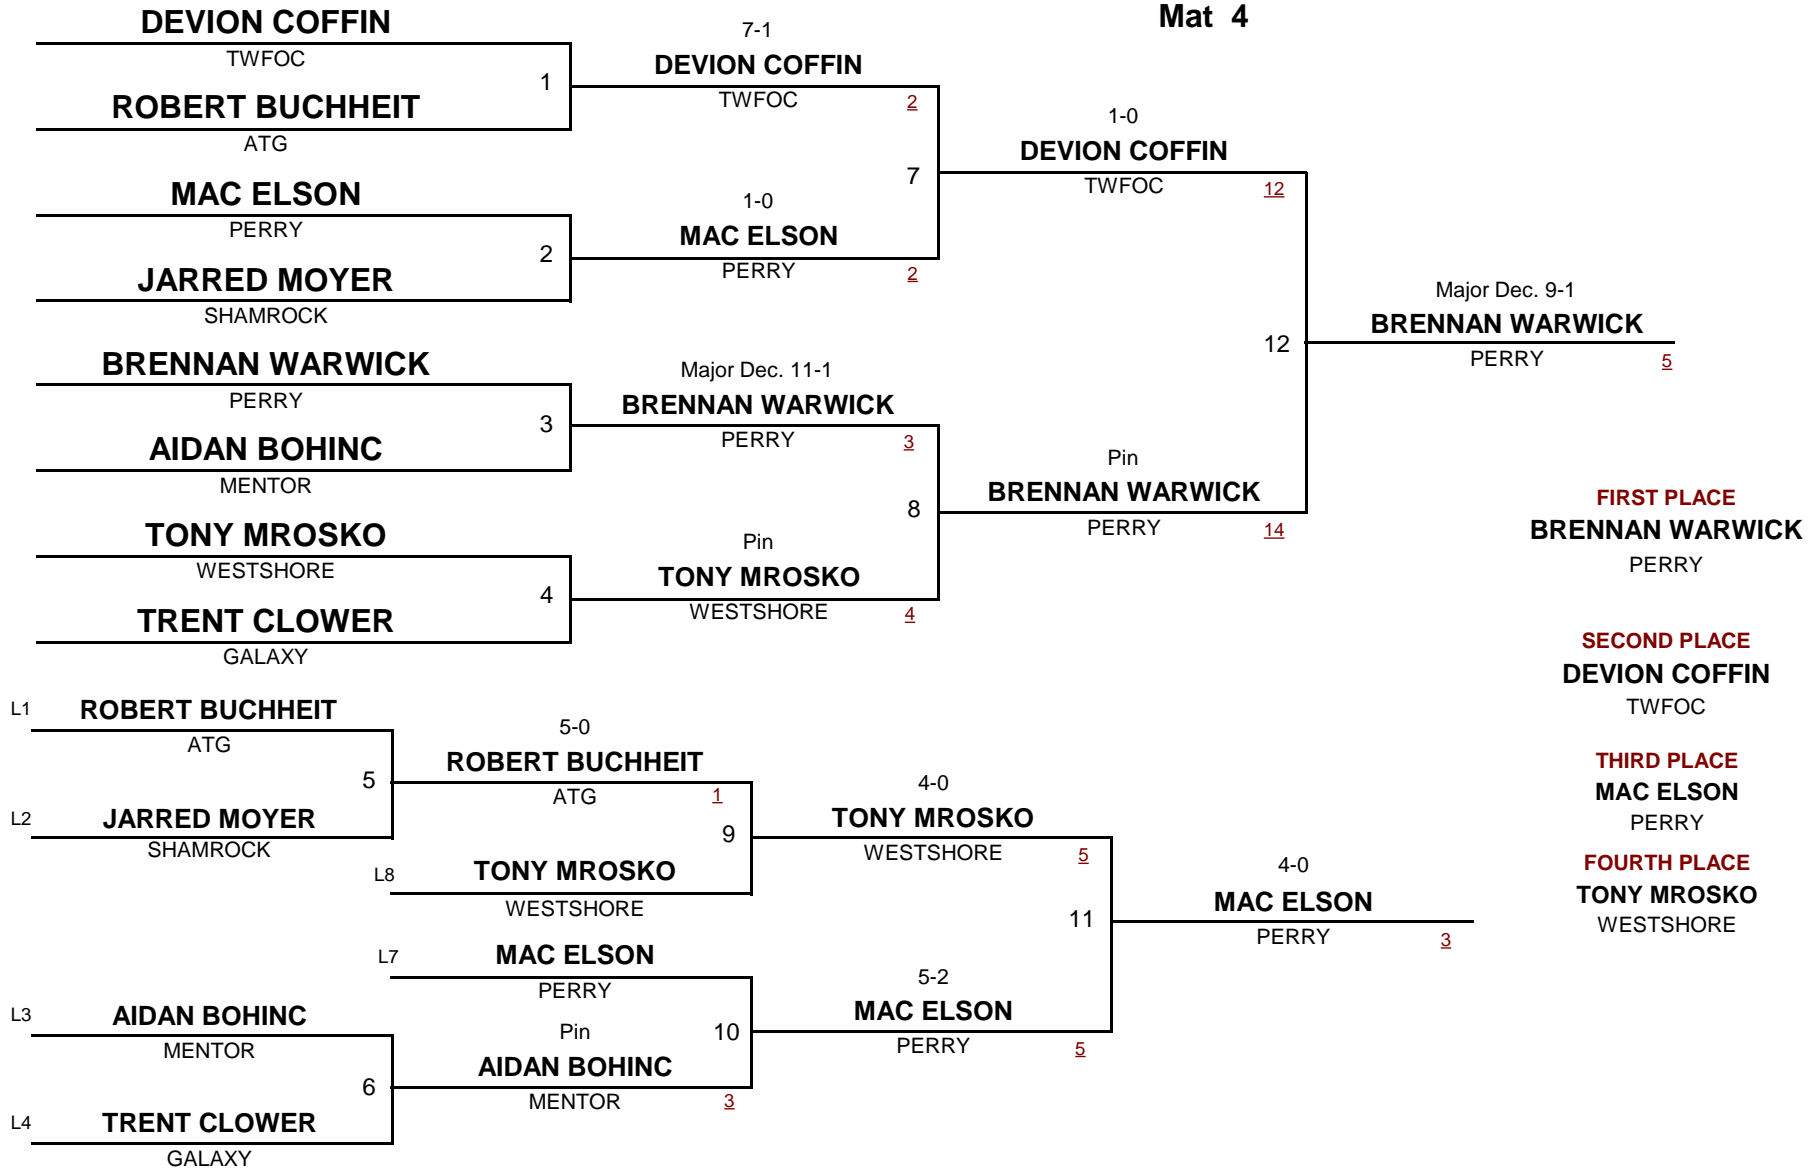 Mat 4
DEVION COFFIN
TWFOC
1
ROBERT BUCHHEIT
ATG
MAC ELSON
PERRY
2
JARRED MOYER
SHAMROCK
BRENNAN WARWICK
PERRY
3
AIDAN BOHINC
MENTOR
TONY MROSKO
WESTSHORE
4
TRENT CLOWER
GALAXY
7-1
DEVION COFFIN
TWFOC 2
7
1-0
MAC ELSON
PERRY 2
Major Dec. 11-1
BRENNAN WARWICK
PERRY 3
8
Pin
TONY MROSKO
WESTSHORE 4
1-0
DEVION COFFIN
TWFOC 12
12
Pin
BRENNAN WARWICK
PERRY 14
Major Dec. 9-1
BRENNAN WARWICK
PERRY 5
FIRST PLACE
BRENNAN WARWICK
PERRY
SECOND PLACE
DEVION COFFIN
TWFOC
THIRD PLACE
MAC ELSON
PERRY
FOURTH PLACE
TONY MROSKO
WESTSHORE
L1 ROBERT BUCHHEIT
ATG
5
L2 JARRED MOYER
SHAMROCK
L3 AIDAN BOHINC
MENTOR
6
L4 TRENT CLOWER
GALAXY
5-0
ROBERT BUCHHEIT
ATG 1
9
L8 TONY MROSKO
WESTSHORE
L7 MAC ELSON
PERRY
10
Pin
AIDAN BOHINC
MENTOR 3
4-0
TONY MROSKO
WESTSHORE 5
11
5-2
MAC ELSON
PERRY 5
4-0
MAC ELSON
PERRY 3